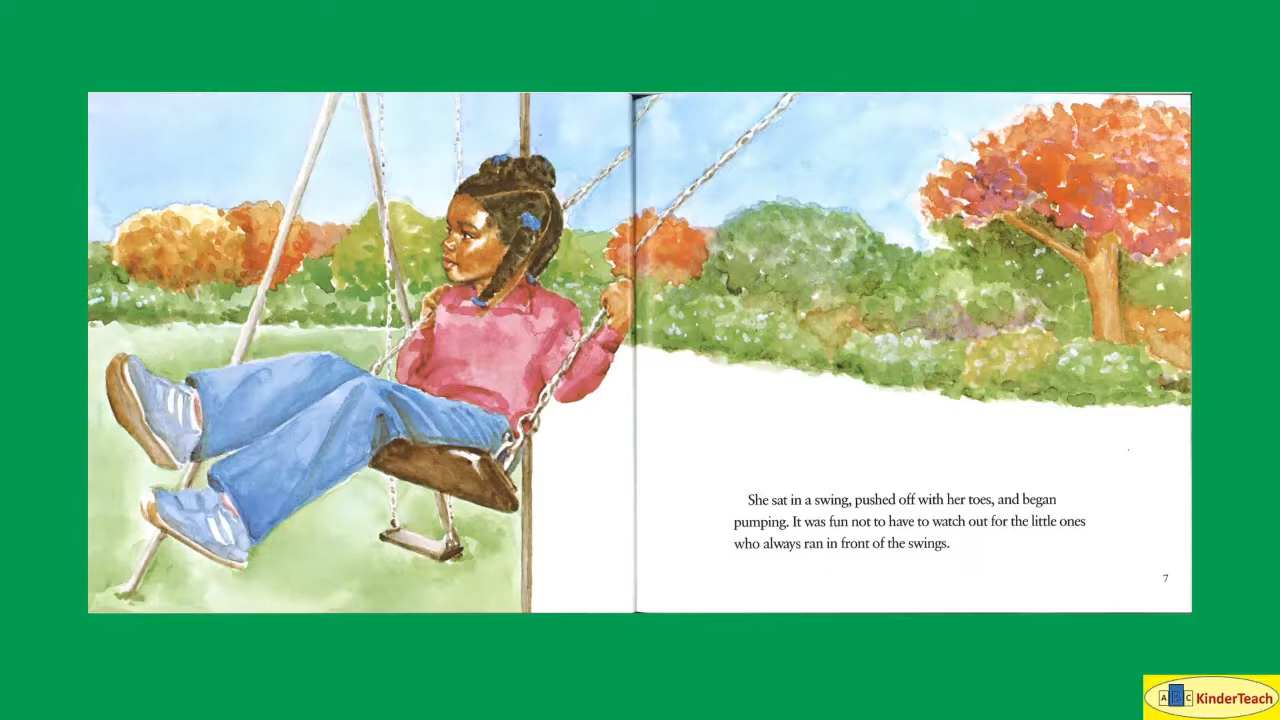 She sat in a swing, pushed off with her toes, and began
pumping. It was fun not to have to watch out for the little ones
who always ran in front of the swings.
7
A B C KinderTeach